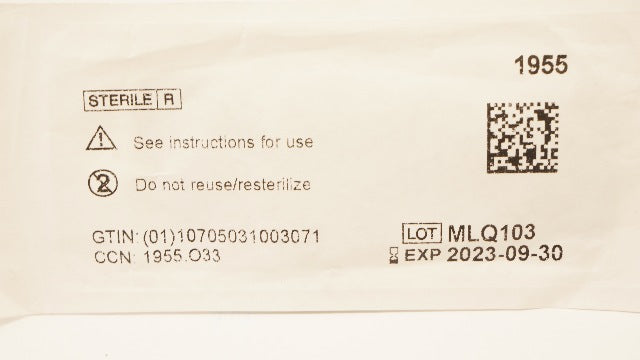 1955
STERILE R
See instructions for use
2 Do not reuse/resterilize
GTIN: (01)10705031003071
CCN: 1955.O33
LOT MLQ103
EXP 2023-09-30